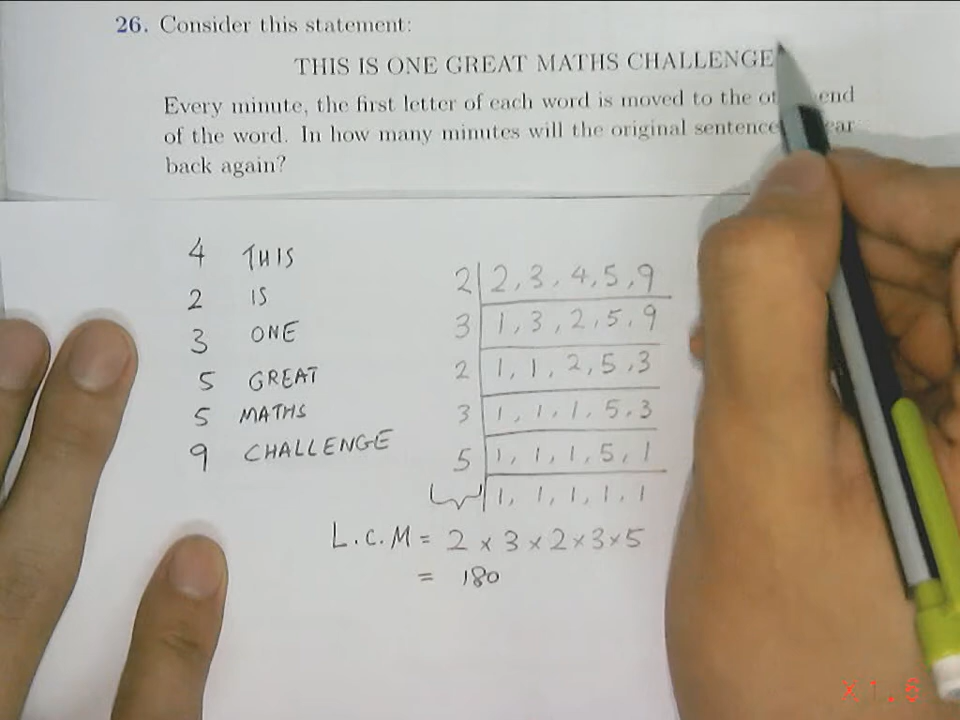 26. Consider this statement:
THIS IS ONE GREAT MATHS CHALLENGE
Every minute, the first letter of each word is moved to the end
of the word. In how many minutes will the original sentence
back again?
4 THIS
2 IS
3 ONE
5 GREAT
5 MATHS
9 CHALLENGE
2 2, 3, 4, 5, 9
3 1, 3, 2, 5, 9
2 1, 1, 2, 5, 3
3 1, 1, 1, 5, 3
5 1, 1, 1, 5, 1
1, 1, 1, 1, 1
L.C.M = 2 × 3 × 2 × 3 × 5
= 180